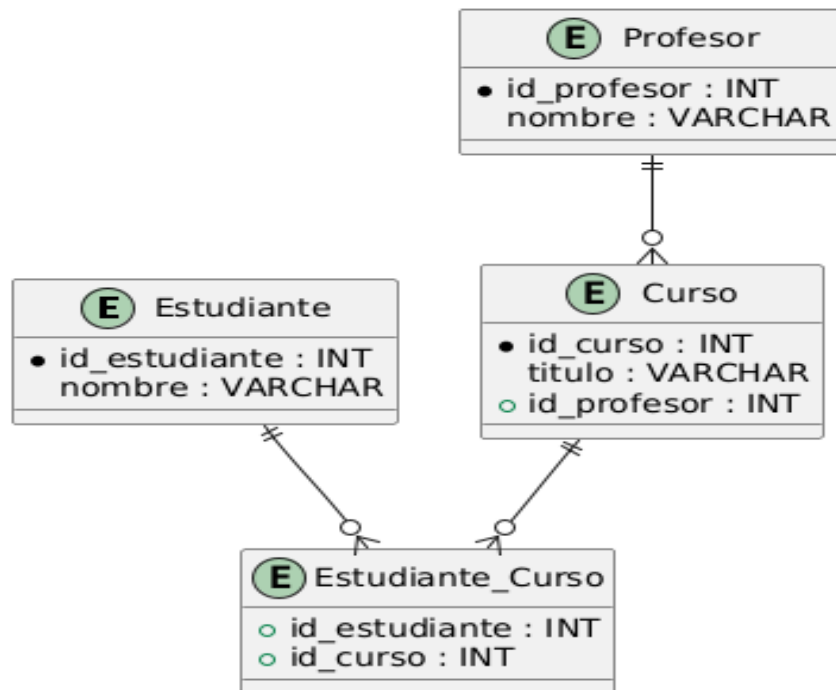 E Profesor
id_profesor : INT
nombre : VARCHAR
E Estudiante
id_estudiante : INT
nombre : VARCHAR
E Curso
id_curso : INT
titulo : VARCHAR
id_profesor : INT
E Estudiante_Curso
id_estudiante : INT
id_curso : INT